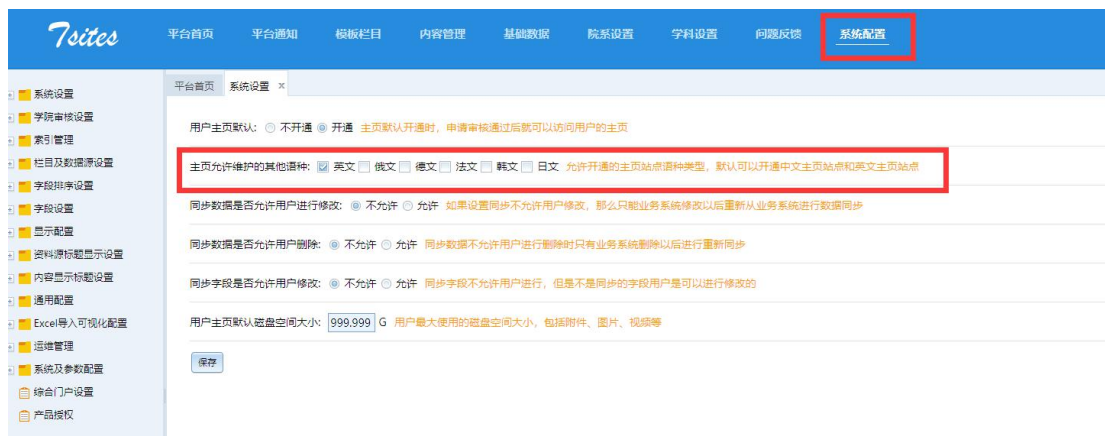 Tsites 平台首页 平台通知 模板栏目 内容管理 基础数据 院系设置 学科设置 问题反馈 系统配置
平台首页 系统设置 x
系统设置
学院审核设置
索引管理
栏目及数据源设置
字段排序设置
字段设置
显示配置
资料源标题显示设置
内容显示标题设置
通用配置
Excel导入可视化配置
运维管理
系统及参数配置
综合门户设置
产品授权
用户主页默认: 不开通 开通 主页默认开通时，申请审核通过后就可以访问用户的主页
主页允许维护的其他语种: 英文 俄文 德文 法文 韩文 日文 允许开通的主页站点语种类型，默认可以开通中文主页站点和英文主页站点
同步数据是否允许用户进行修改: 不允许 允许 如果设置同步不允许用户修改，那么只能业务系统修改以后重新从业务系统进行数据同步
同步数据是否允许用户删除: 不允许 允许 同步数据不允许用户进行删除时只有业务系统删除以后进行重新同步
同步字段是否允许用户修改: 不允许 允许 同步字段不允许用户进行，但是不是同步的字段用户是可以进行修改的
用户主页默认磁盘空间大小: 999.999 G 用户最大使用的磁盘空间大小，包括附件、图片、视频等
保存